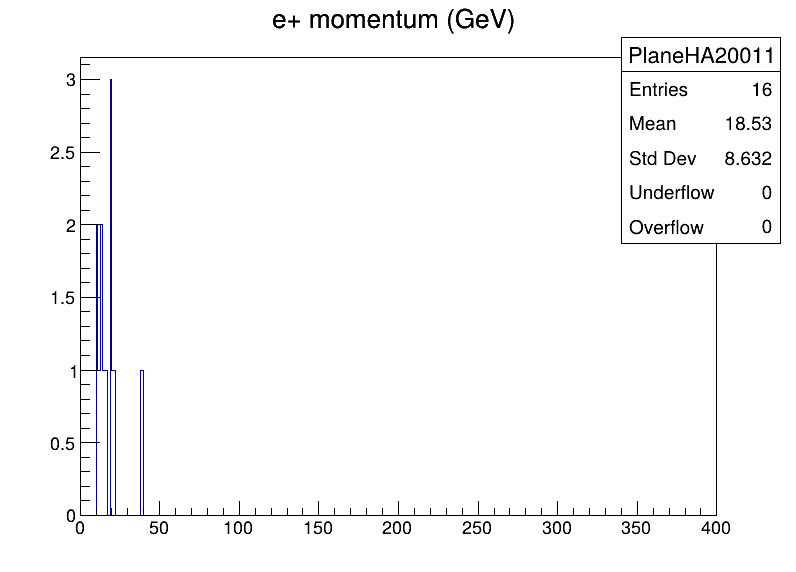 e+ momentum (GeV)
PlaneHA20011
Entries 16
Mean 18.53
Std Dev 8.632
Underflow 0
Overflow 0
3
2.5
2
1.5
1
0.5
0
0 50 100 150 200 250 300 350 400